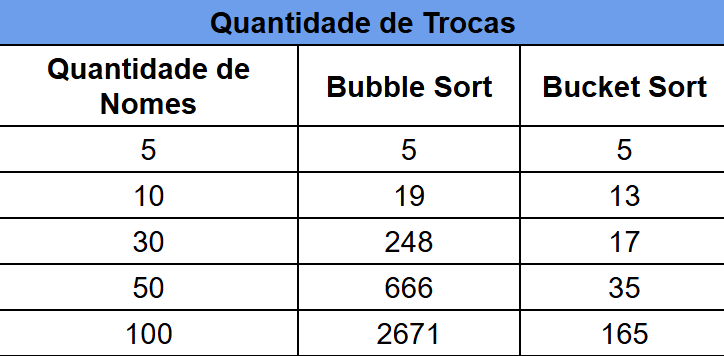 Quantidade de Trocas
Quantidade de
Nomes
Bubble Sort
Bucket Sort
5 5 5
10 19 13
30 248 17
50 666 35
100 2671 165